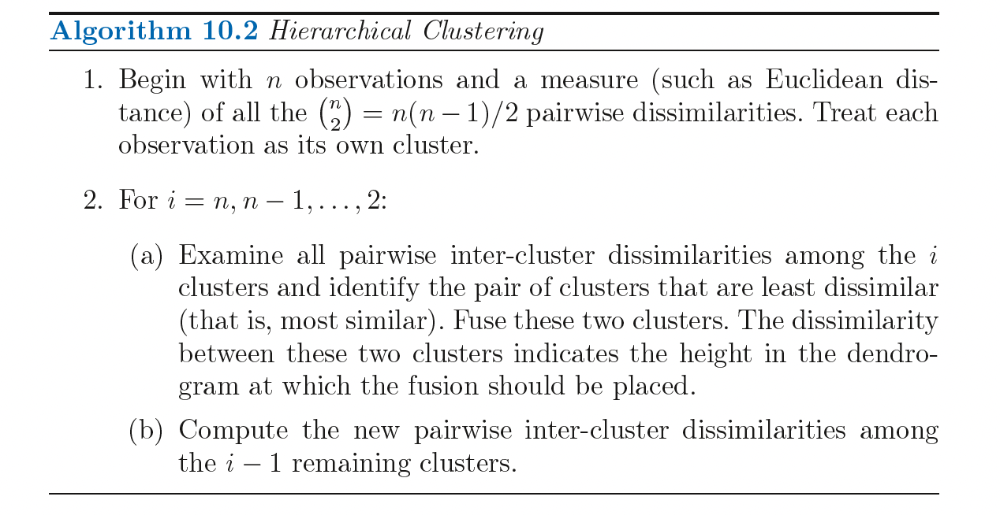 Algorithm 10.2 Hierarchical Clustering
1. Begin with n observations and a measure (such as Euclidean dis-
tance) of all the (n 2) = n(n − 1)/2 pairwise dissimilarities. Treat each
observation as its own cluster.
2. For i = n, n − 1, . . . , 2:
(a) Examine all pairwise inter-cluster dissimilarities among the i
clusters and identify the pair of clusters that are least dissimilar
(that is, most similar). Fuse these two clusters. The dissimilarity
between these two clusters indicates the height in the dendro-
gram at which the fusion should be placed.
(b) Compute the new pairwise inter-cluster dissimilarities among
the i − 1 remaining clusters.